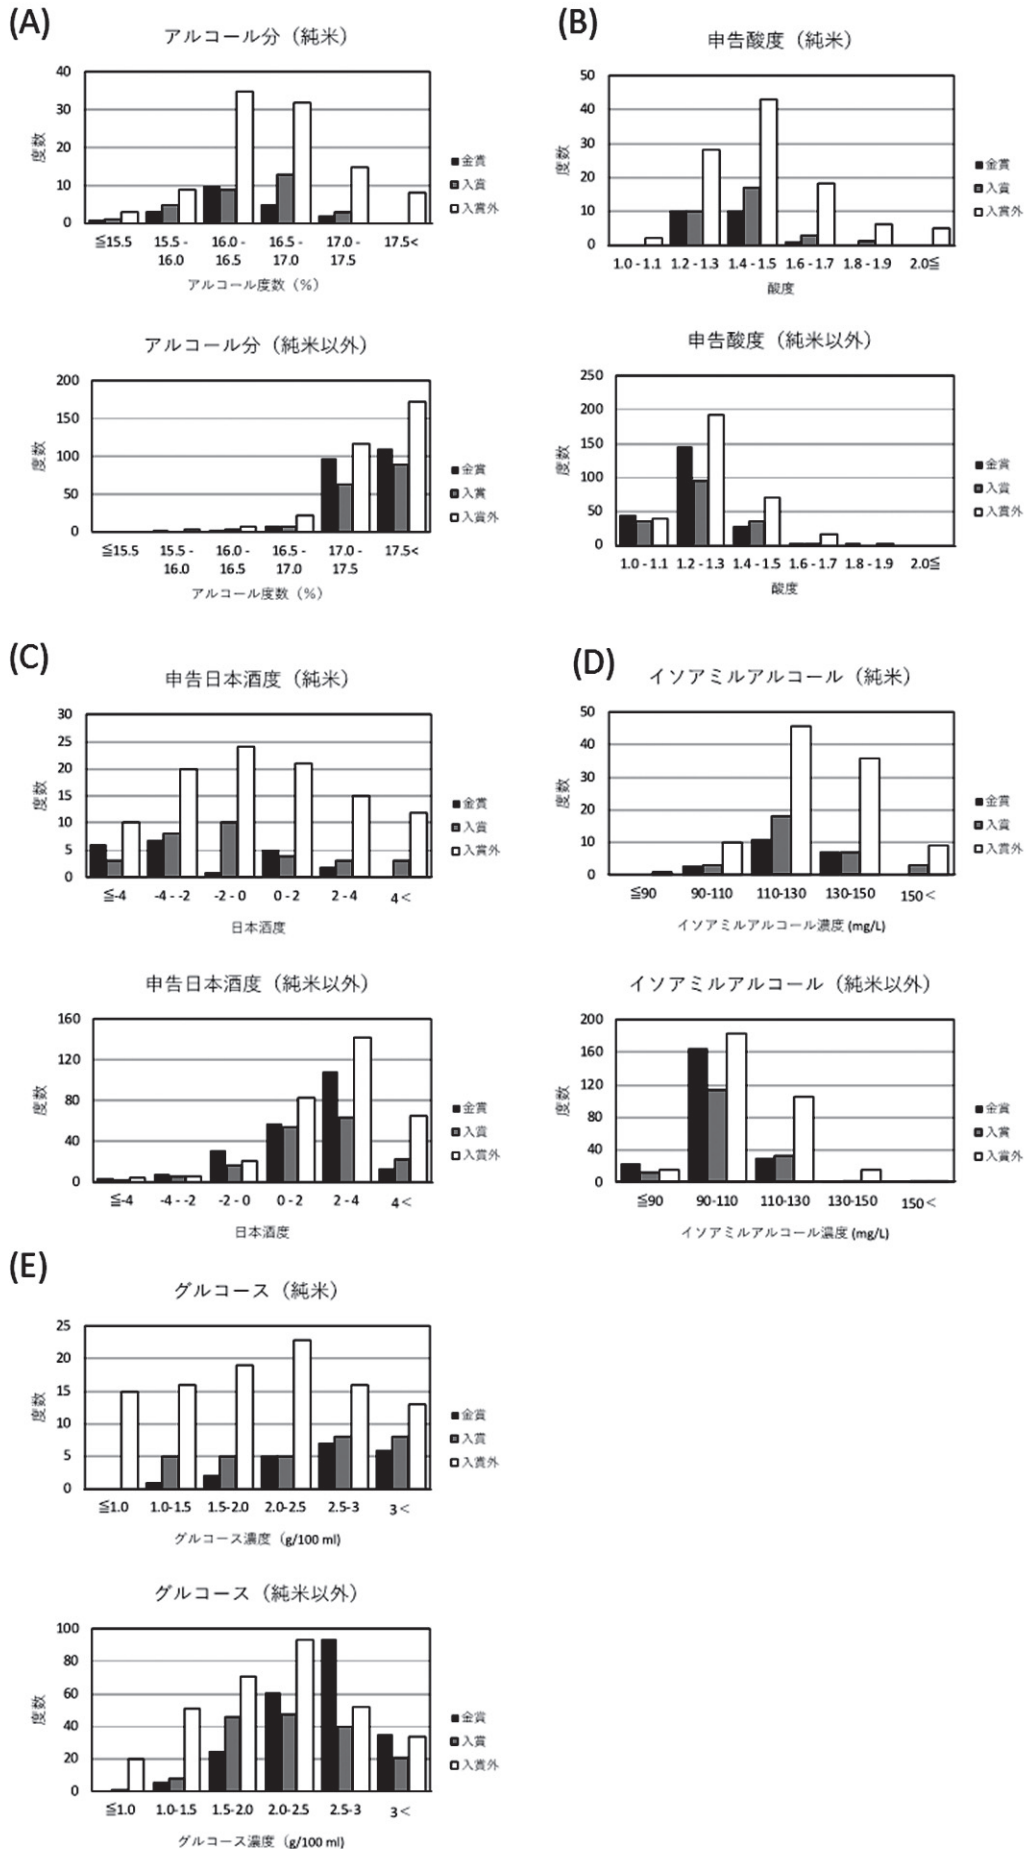 (A)
アルコール分（純米）
40
30
20
10
0
度数
≦15.5
15.5 - 16.0
16.0 - 16.5
16.5 - 17.0
17.0 - 17.5
17.5<
アルコール度数（%）
金賞
入賞
入賞外
アルコール分（純米以外）
200
150
100
50
0
度数
≦15.5
15.5 - 16.0
16.0 - 16.5
16.5 - 17.0
17.0 - 17.5
17.5<
アルコール度数（%）
金賞
入賞
入賞外
(B)
申告酸度（純米）
50
40
30
20
10
0
度数
1.0 - 1.1
1.2 - 1.3
1.4 - 1.5
1.6 - 1.7
1.8 - 1.9
2.0≦
酸度
金賞
入賞
入賞外
申告酸度（純米以外）
250
200
150
100
50
0
度数
1.0 - 1.1
1.2 - 1.3
1.4 - 1.5
1.6 - 1.7
1.8 - 1.9
2.0≦
酸度
金賞
入賞
入賞外
(C)
申告日本酒度（純米）
30
25
20
15
10
5
0
度数
≦-4
-4 - -2
-2 - 0
0 - 2
2 - 4
4＜
日本酒度
金賞
入賞
入賞外
申告日本酒度（純米以外）
160
120
80
40
0
度数
≦-4
-4 - -2
-2 - 0
0 - 2
2 - 4
4＜
日本酒度
金賞
入賞
入賞外
(D)
イソアミルアルコール（純米）
50
40
30
20
10
0
度数
≦90
90-110
110-130
130-150
150＜
イソアミルアルコール濃度 (mg/L)
金賞
入賞
入賞外
イソアミルアルコール（純米以外）
200
160
120
80
40
0
度数
≦90
90-110
110-130
130-150
150＜
イソアミルアルコール濃度 (mg/L)
金賞
入賞
入賞外
(E)
グルコース（純米）
25
20
15
10
5
0
度数
≦1.0
1.0-1.5
1.5-2.0
2.0-2.5
2.5-3
3＜
グルコース濃度（g/100 ml)
金賞
入賞
入賞外
グルコース（純米以外）
100
80
60
40
20
0
度数
≦1.0
1.0-1.5
1.5-2.0
2.0-2.5
2.5-3
3＜
グルコース濃度（g/100 ml)
金賞
入賞
入賞外